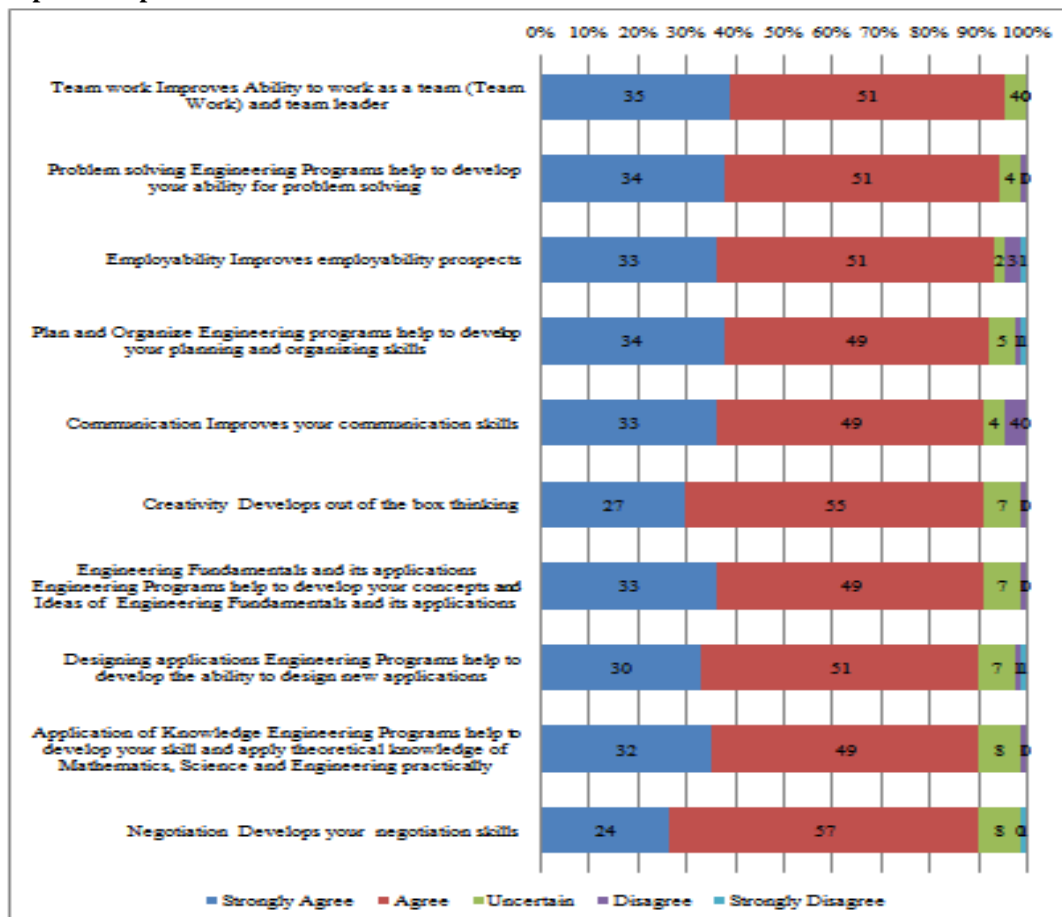 0% 10% 20% 30% 40% 50% 60% 70% 80% 90% 100%
Team work Improves Ability to work as a team (Team
Work) and team leader
35 51 4 0
Problem solving Engineering Programs help to develop
your ability for problem solving
34 51 4
Employability Improves employability prospects
33 51 2 3 1
Plan and Organize Engineering programs help to develop
your planning and organizing skills
34 49 5
Communication Improves your communication skills
33 49 4 4 0
Creativity Develops out of the box thinking
27 55 7
Engineering Fundamentals and its applications
Engineering Programs help to develop your concepts and
Ideas of Engineering Fundamentals and its applications
33 49 7
Designing applications Engineering Programs help to
develop the ability to design new applications
30 51 7
Application of Knowledge Engineering Programs help to
develop your skill and apply theoretical knowledge of
Mathematics, Science and Engineering practically
32 49 8
Negotiation Develops your negotiation skills
24 57 8
Strongly Agree Agree Uncertain Disagree Strongly Disagree